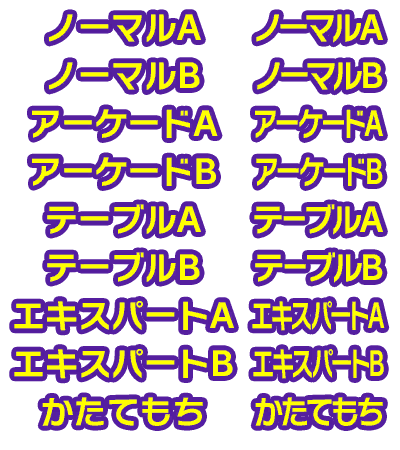 ノーマルA ノーマルA
ノーマルB ノーマルB
アーケードA アーケードA
アーケードB アーケードB
テーブルA テーブルA
テーブルB テーブルB
エキスパートA エキスパートA
エキスパートB エキスパートB
かたてもち かたてもち